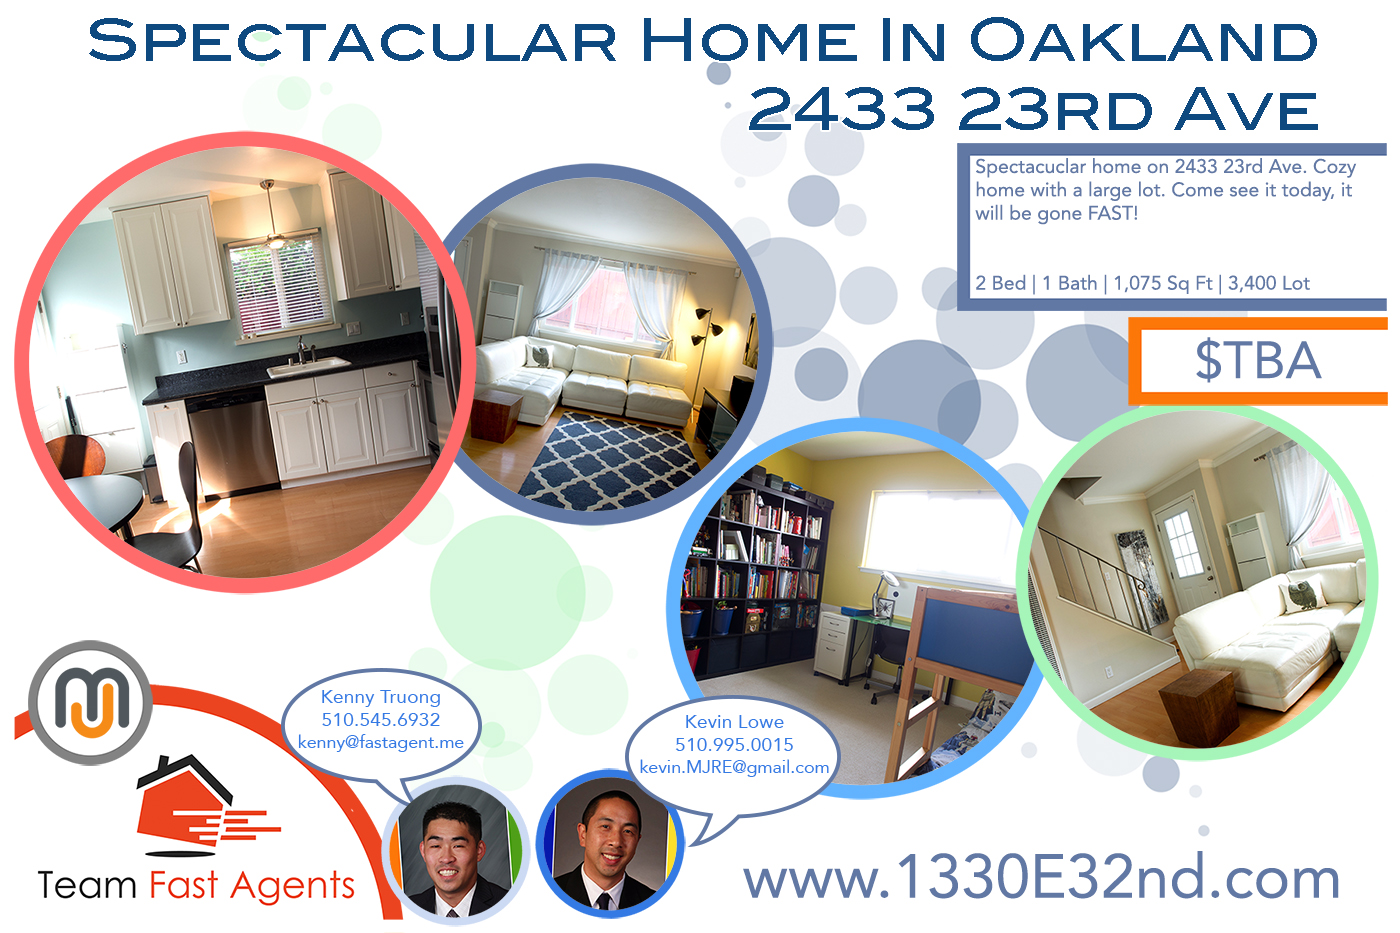 Spectacular Home In Oakland
2433 23rd Ave
Spectacuclar home on 2433 23rd Ave. Cozy
home with a large lot. Come see it today, it
will be gone FAST!
2 Bed | 1 Bath | 1,075 Sq Ft | 3,400 Lot
$TBA
Kenny Truong
510.545.6932
kenny@fastagent.me
Kevin Lowe
510.995.0015
kevin.MJRE@gmail.com
Team Fast Agents
www.1330E32nd.com